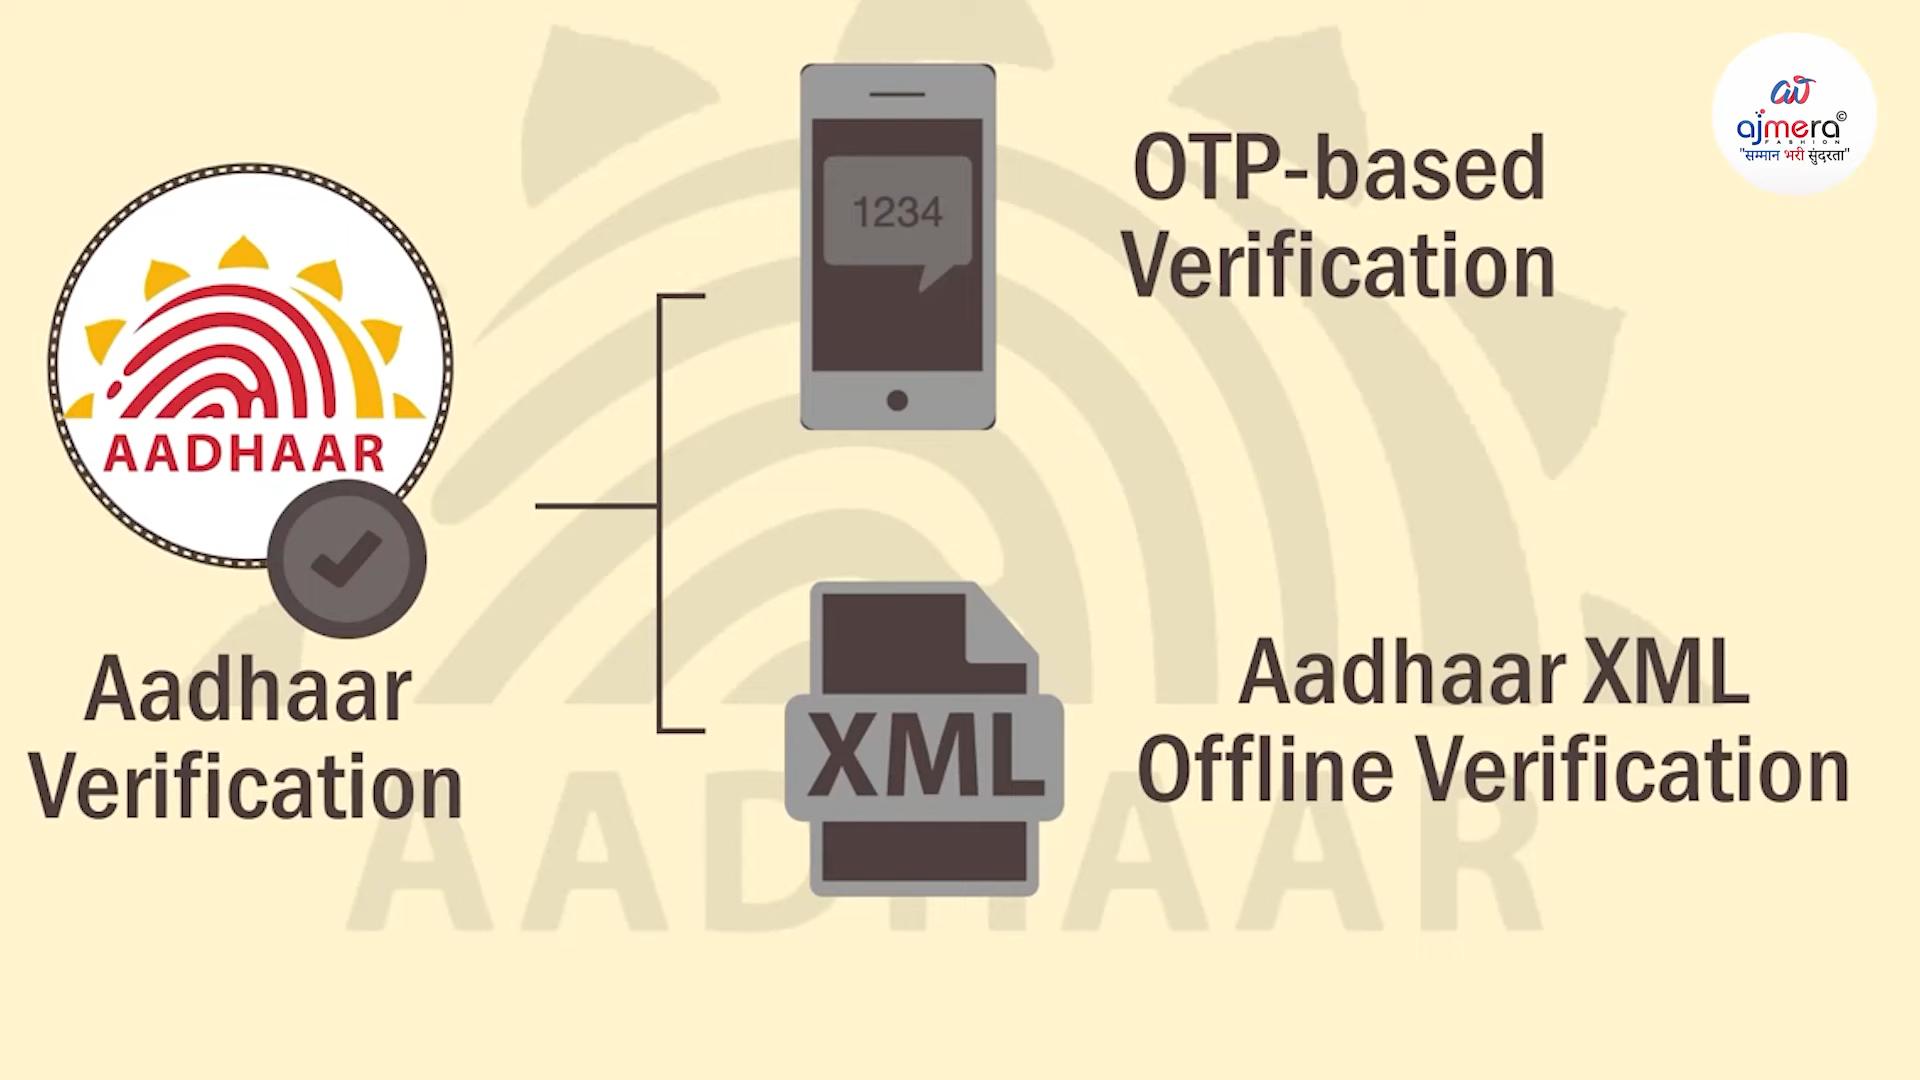 AADHAAR
Aadhaar
Verification
1234
OTP-based
Verification
XML
Aadhaar XML
Offline Verification
AADHAAR
ajmera©
FASHION
"सम्मान भरी सुंदरता"